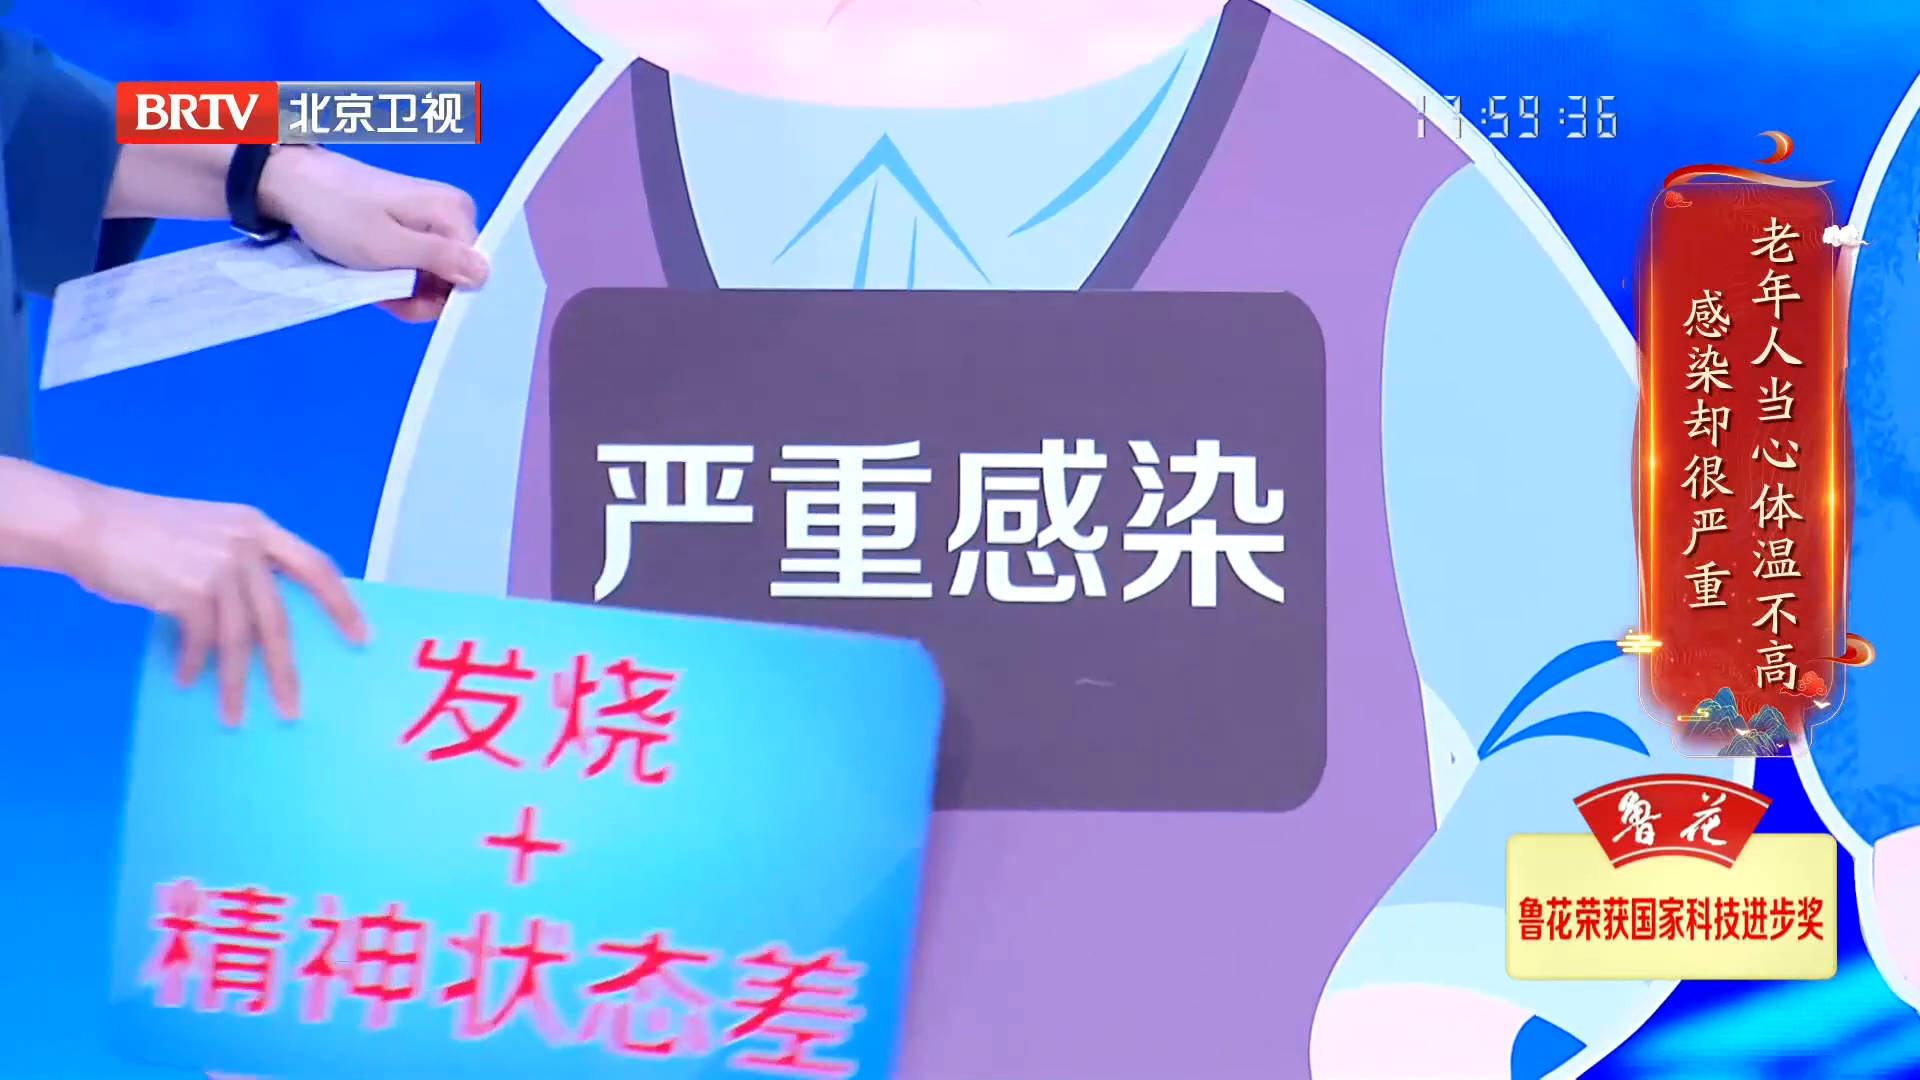 BRTV 北京卫视
17:59:36
老年人当心体温不高
感染却很严重
严重感染
发烧
+
精神状态差
鲁花
鲁花荣获国家科技进步奖